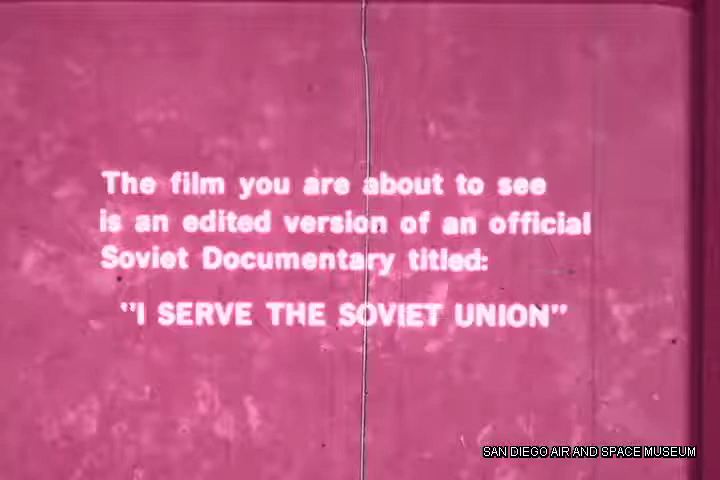 The film you are about to see
is an edited version of an official
Soviet Documentary titled:
"I SERVE THE SOVIET UNION"
SAN DIEGO AIR AND SPACE MUSEUM